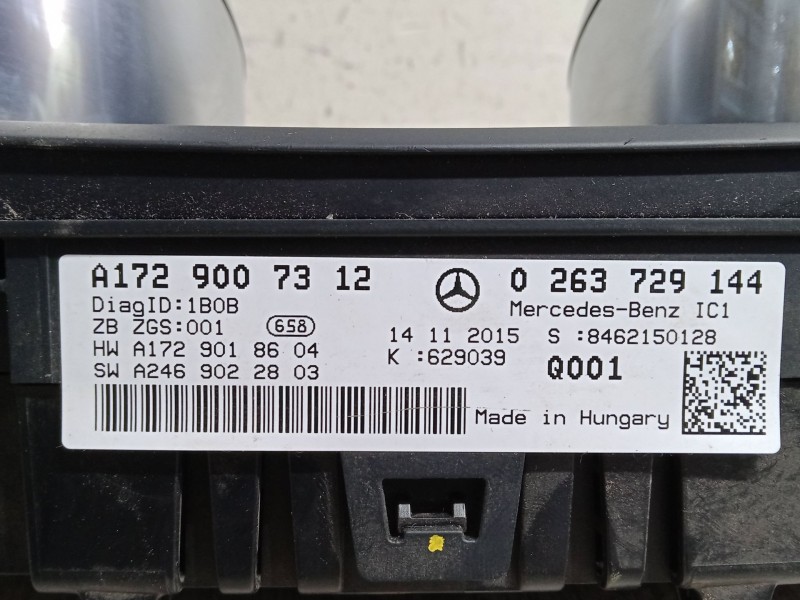 A172 900 73 12
0 263 729 144
DiagID:1B0B
Mercedes-Benz IC1
ZB ZGS:001 658
14 11 2015 S :8462150128
HW A172 901 86 04
K :629039
Q001
SW A246 902 28 03
Made in Hungary